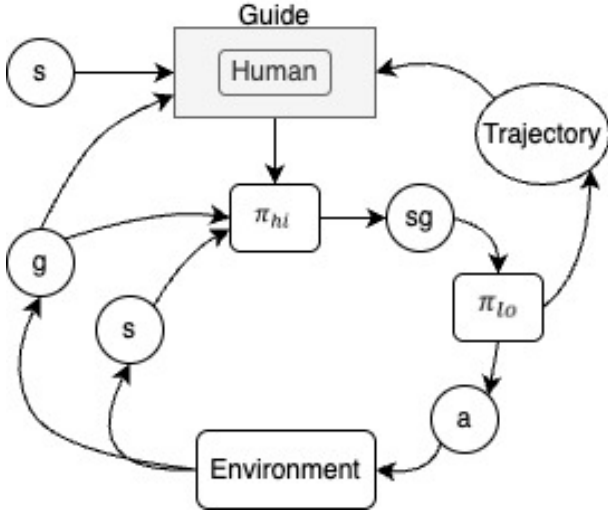 Guide
s
Human
Trajectory
π_hi
sg
g
s
π_lo
a
Environment